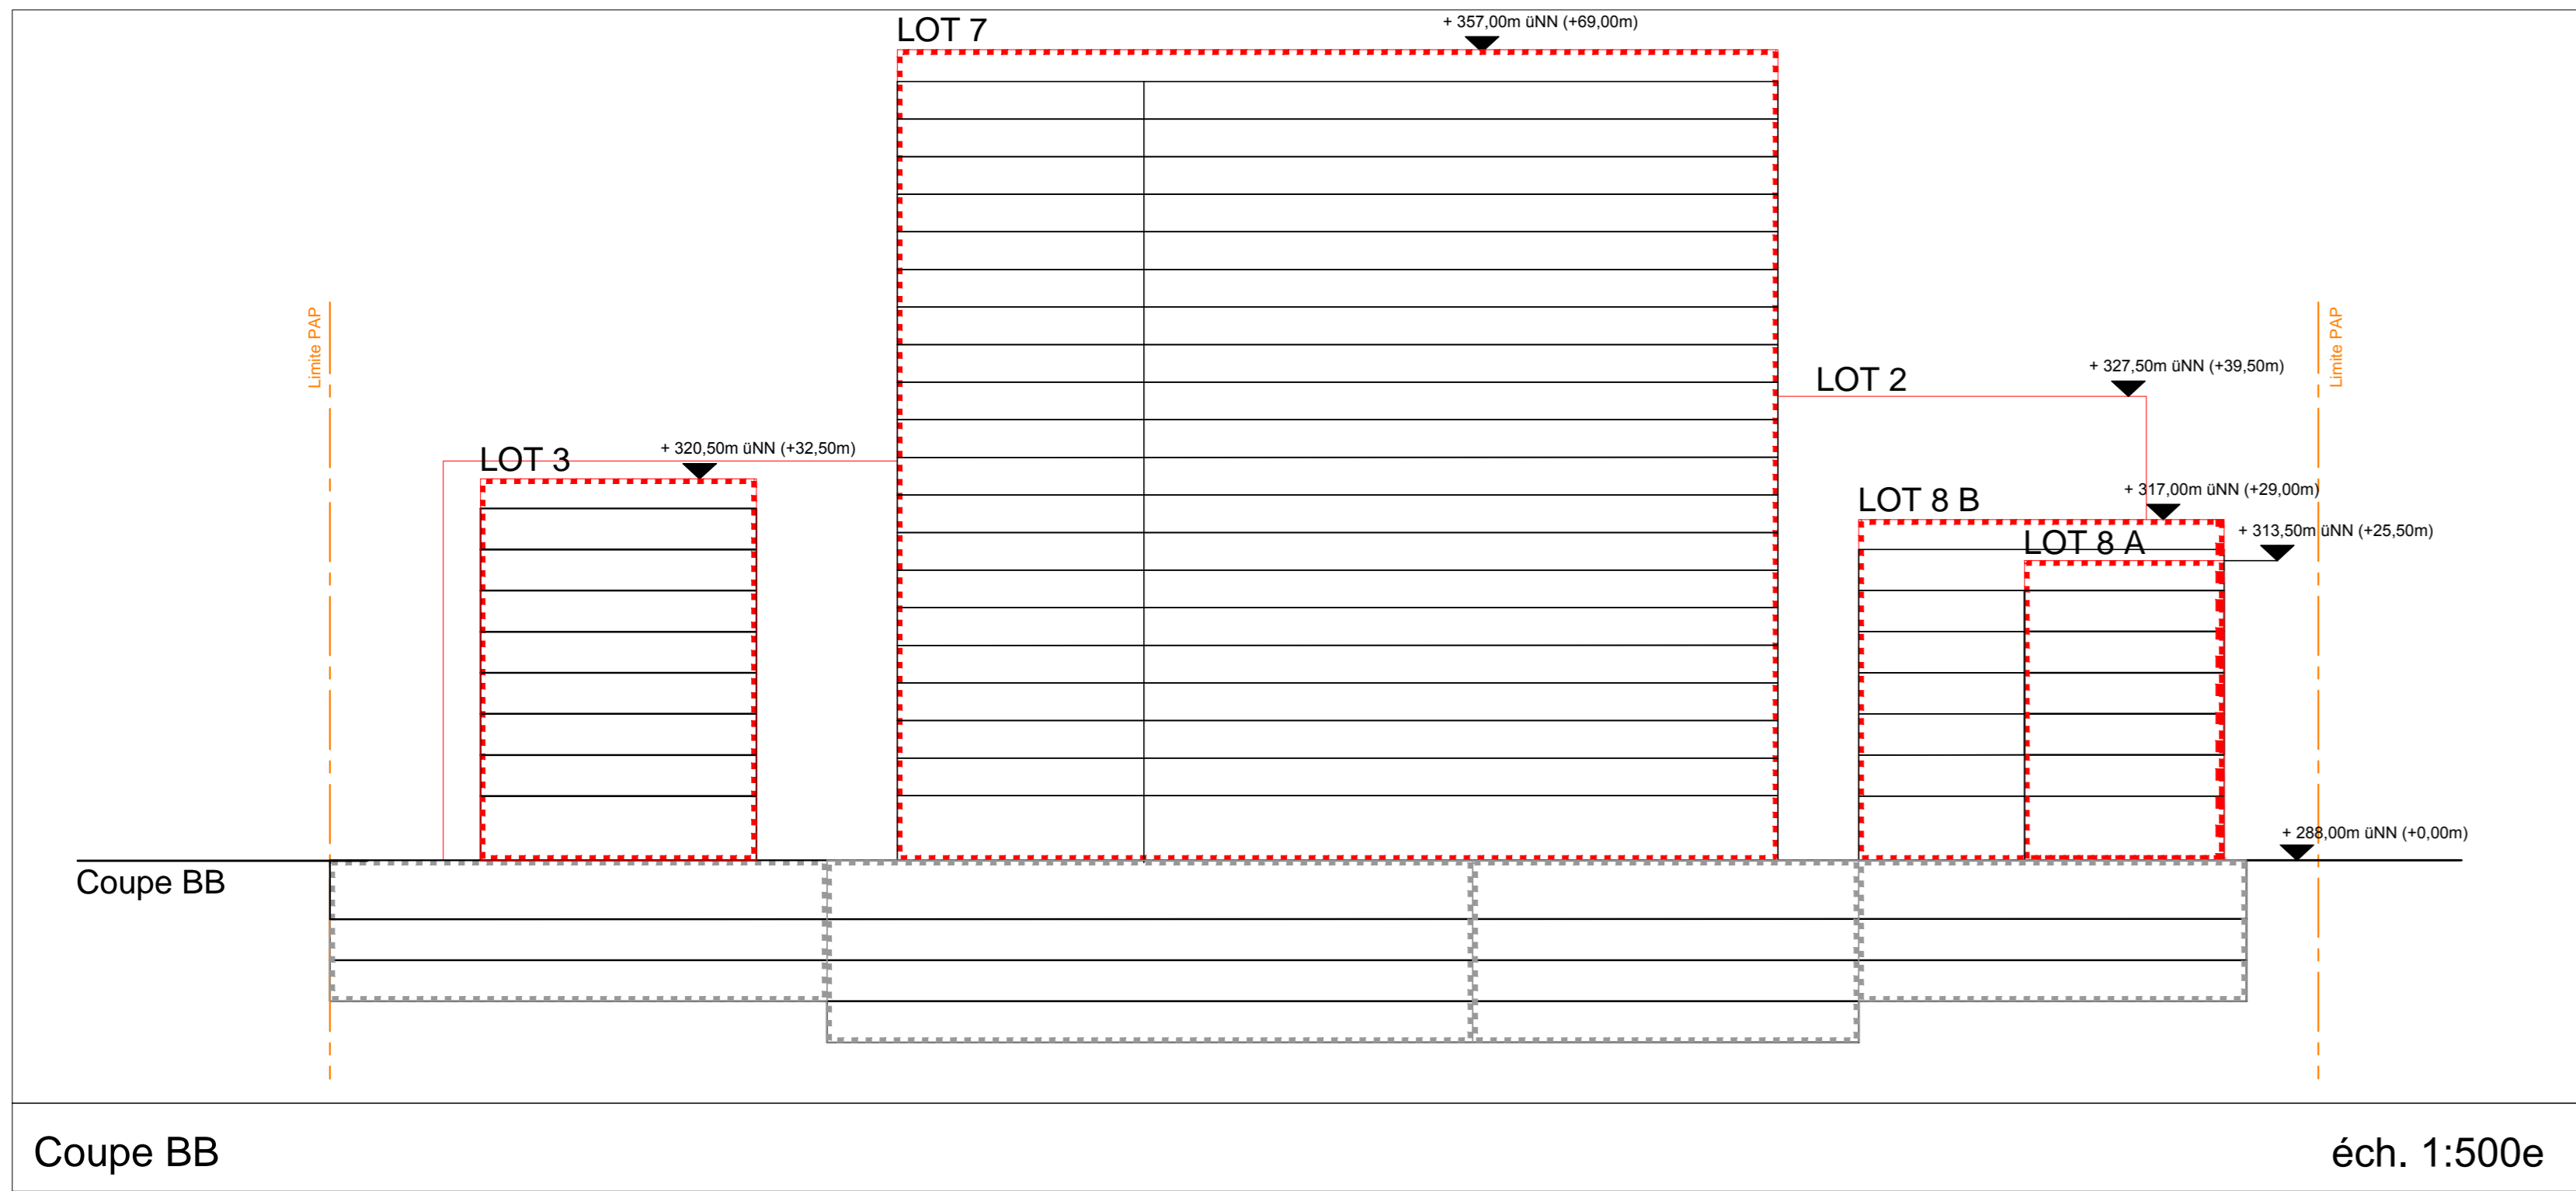 LOT 7
+ 357,00m üNN (+69,00m)
Limite PAP
Limite PAP
LOT 2
+ 327,50m üNN (+39,50m)
LOT 3
+ 320,50m üNN (+32,50m)
LOT 8 B
+ 317,00m üNN (+29,00m)
LOT 8 A
+ 313,50m üNN (+25,50m)
+ 288,00m üNN (+0,00m)
Coupe BB
Coupe BB
éch. 1:500e